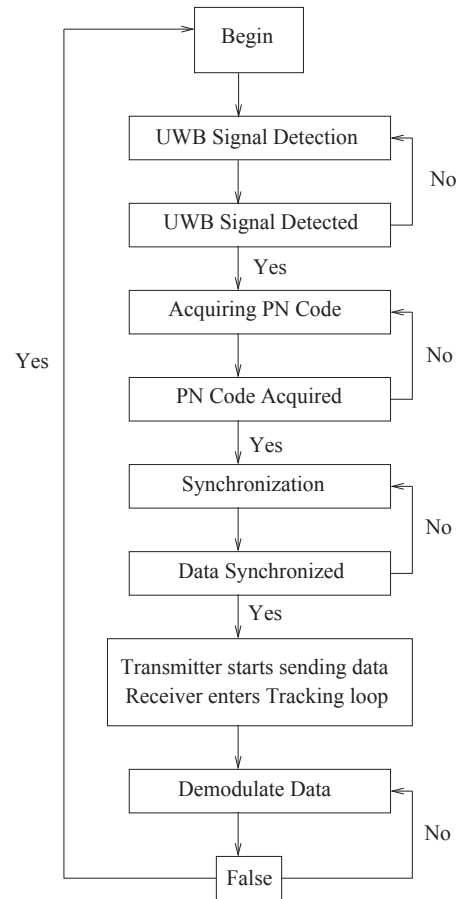 Begin
UWB Signal Detection
No
UWB Signal Detected
Yes
Acquiring PN Code
No
Yes
PN Code Acquired
Yes
Synchronization
No
Data Synchronized
Yes
Transmitter starts sending data
Receiver enters Tracking loop
Demodulate Data
No
False